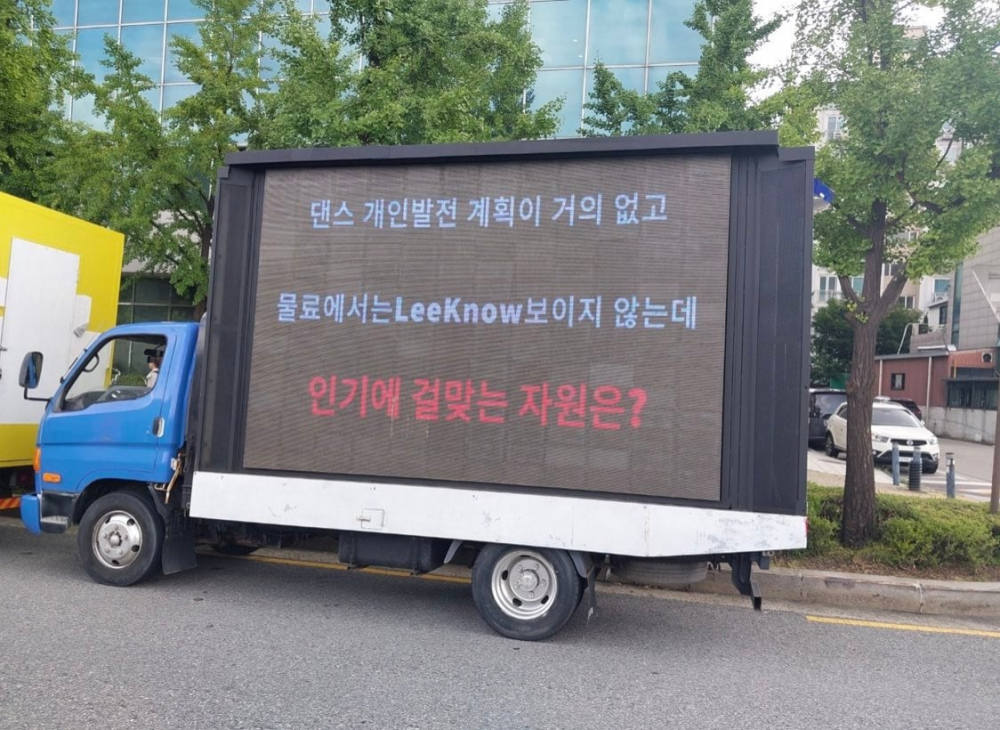 댄스 개인발전 계획이 거의 없고
물료에서는LeeKnow보이지 않는데
인기에 걸맞는 자원은?